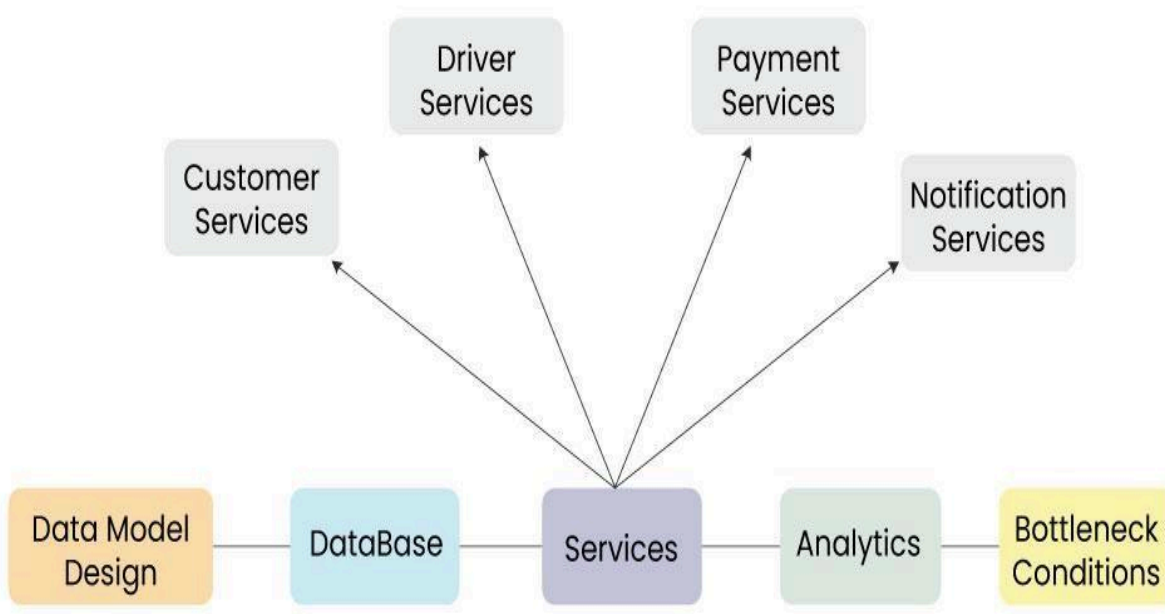 Driver
Services
Payment
Services
Customer
Services
Notification
Services
Data Model
Design
DataBase
Services
Analytics
Bottleneck
Conditions